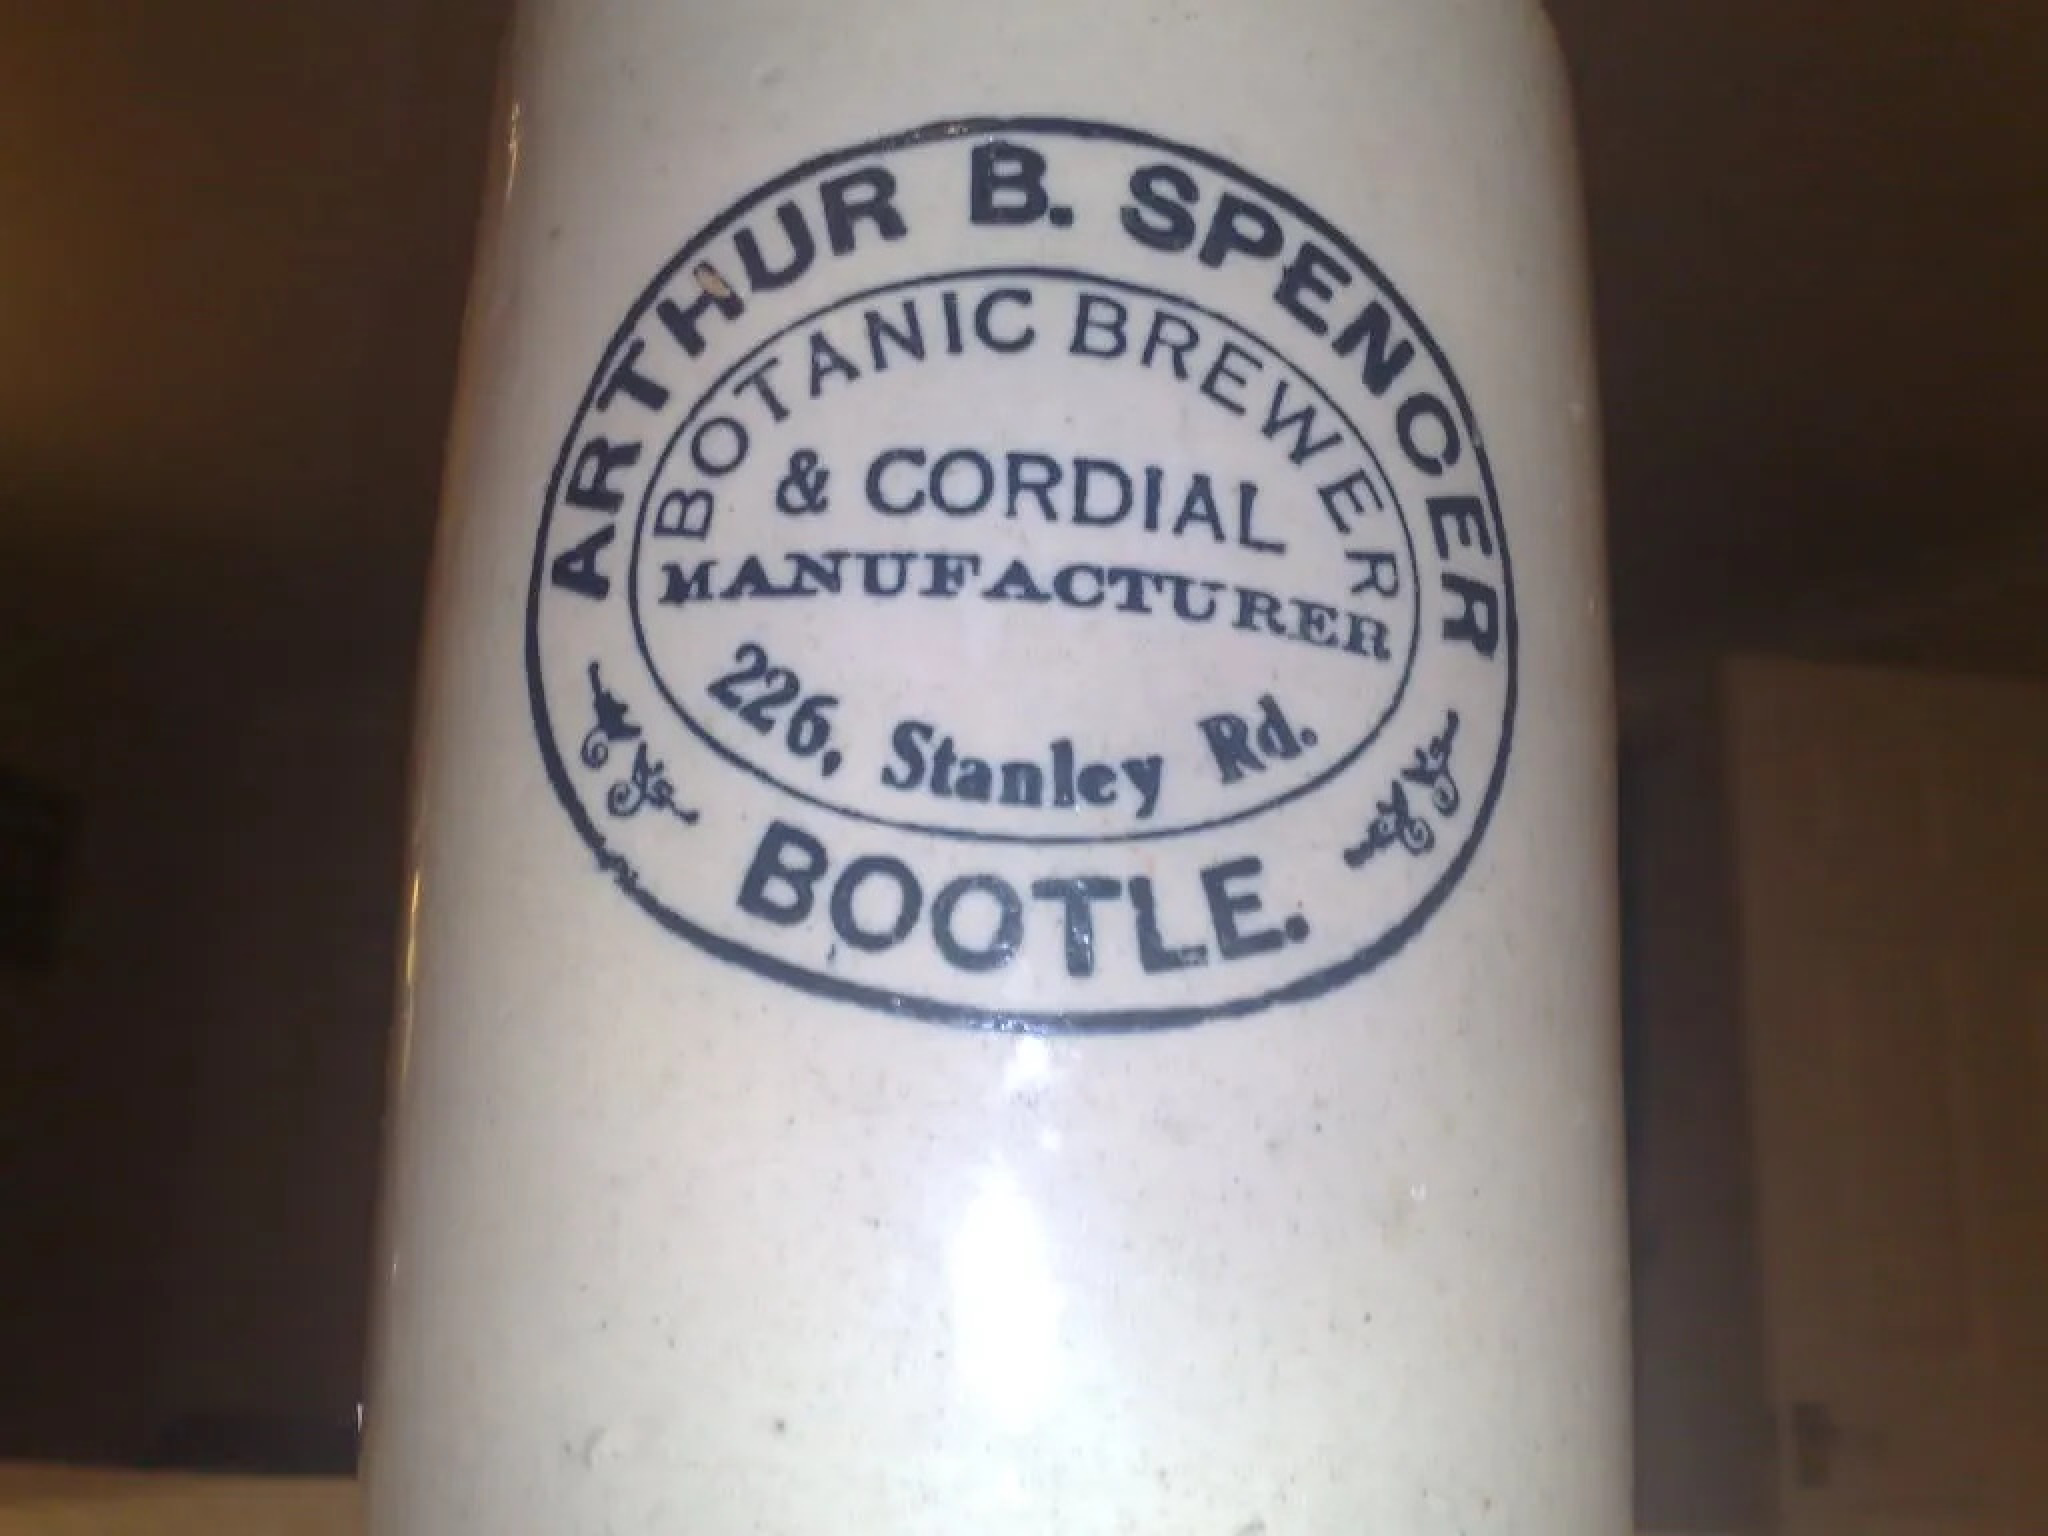 ARTHUR B. SPENCER
BOTANIC BREWER
& CORDIAL
MANUFACTURER
226, Stanley Rd.
BOOTLE.